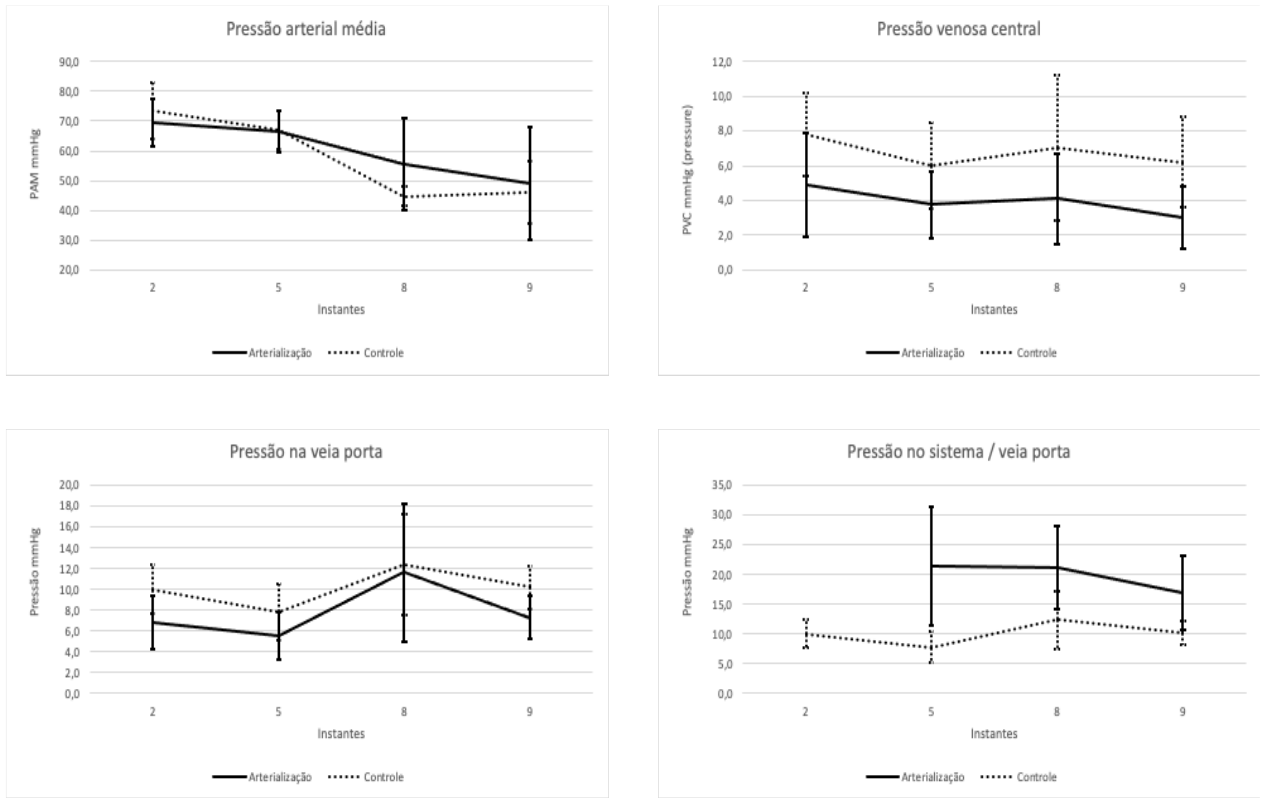 Pressão arterial média
90,0
80,0
70,0
60,0
50,0
40,0
30,0
20,0
PAM mmHg
2 5 8 9
Instantes
Arterialização Controle
Pressão venosa central
12,0
10,0
8,0
6,0
4,0
2,0
0,0
PVC mmHg (pressure)
2 5 8 9
Instantes
Arterialização Controle
Pressão na veia porta
20,0
18,0
16,0
14,0
12,0
10,0
8,0
6,0
4,0
2,0
0,0
Pressão mmHg
2 5 8 9
Instantes
Arterialização Controle
Pressão no sistema / veia porta
35,0
30,0
25,0
20,0
15,0
10,0
5,0
0,0
Pressão mmHg
2 5 8 9
Instantes
Arterialização Controle